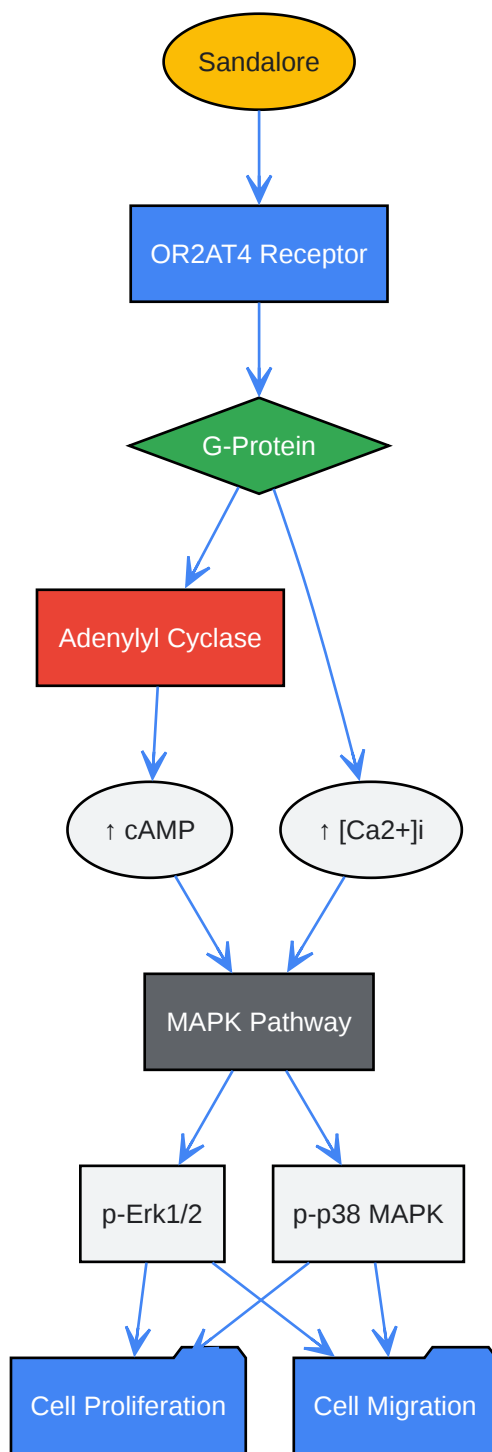 Sandalore
OR2AT4 Receptor
G-Protein
Adenylyl Cyclase
↑ cAMP
↑ [Ca2+]i
MAPK Pathway
p-Erk1/2
p-p38 MAPK
Cell Proliferation
Cell Migration